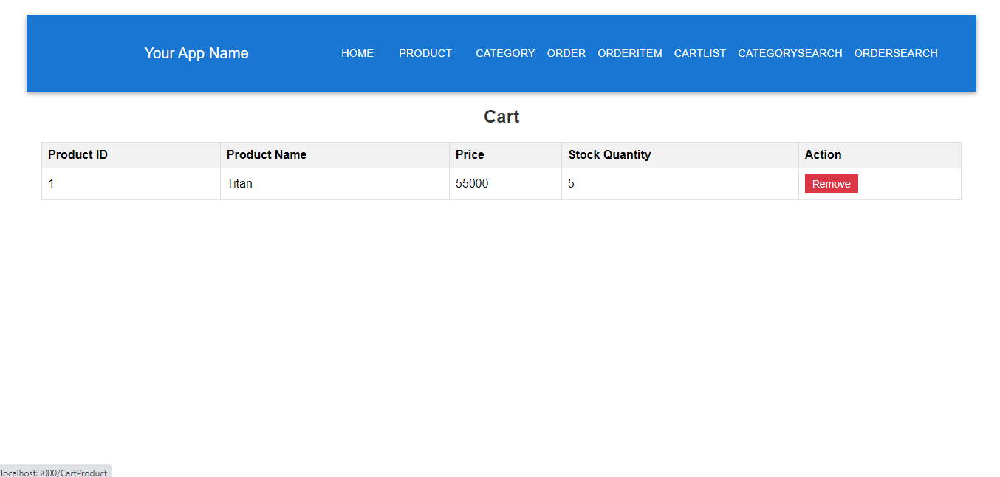 Your App Name HOME PRODUCT CATEGORY ORDER ORDERITEM CARTLIST CATEGORYSEARCH ORDERSEARCH
Cart
Product ID Product Name Price Stock Quantity Action
1 Titan 55000 5 Remove
localhost:3000/CartProduct